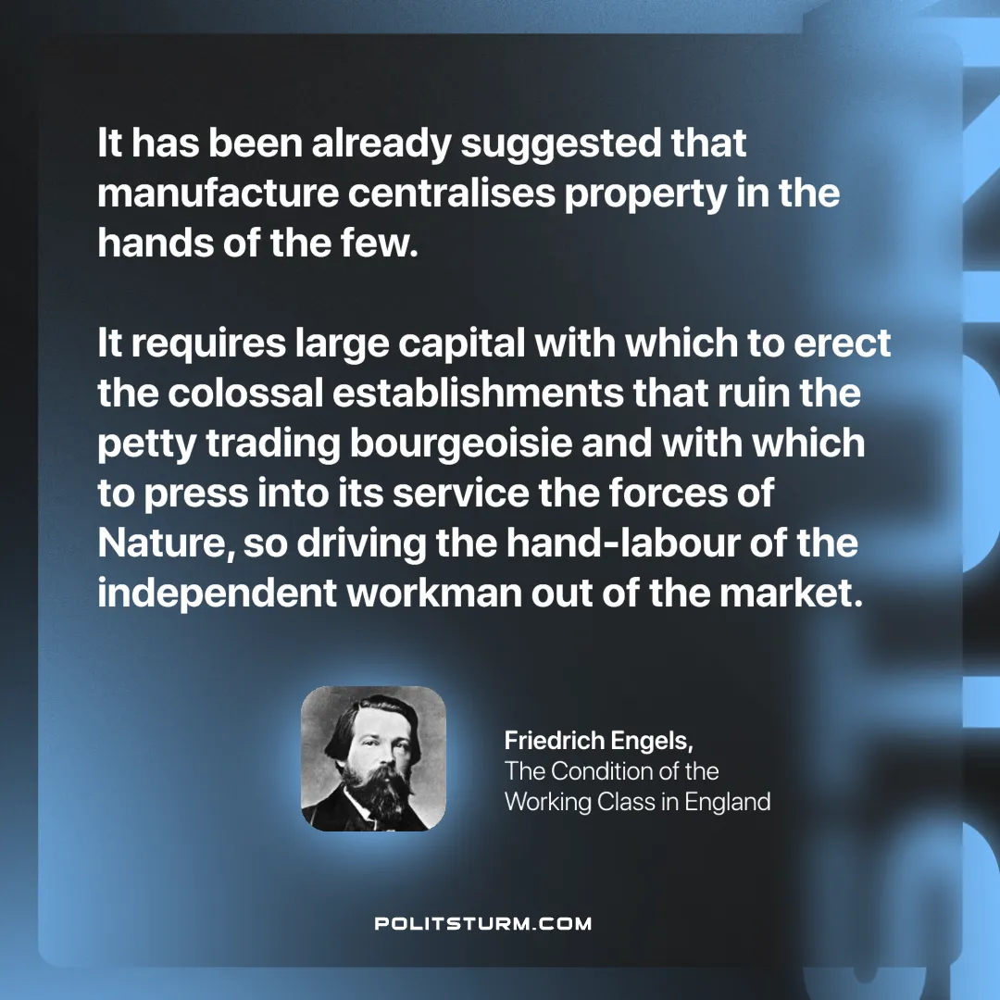 It has been already suggested that
manufacture centralises property in the
hands of the few.
It requires large capital with which to erect
the colossal establishments that ruin the
petty trading bourgeoisie and with which
to press into its service the forces of
Nature, so driving the hand-labour of the
independent workman out of the market.
Friedrich Engels,
The Condition of the
Working Class in England
POLITSTURM.COM